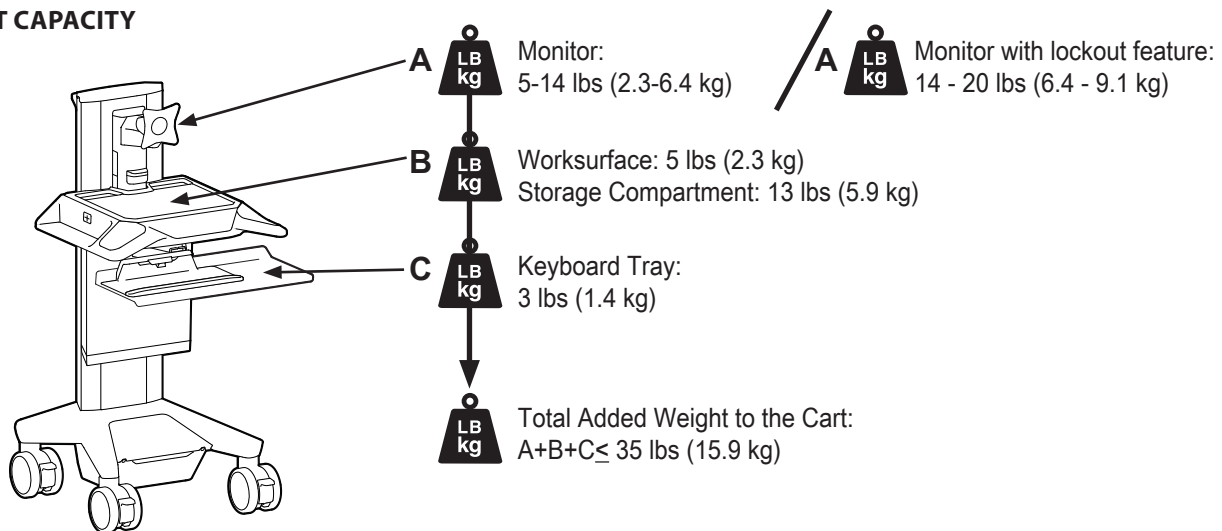 T CAPACITY
A
LB
kg
Monitor:
5-14 lbs (2.3-6.4 kg)
A
LB
kg
Monitor with lockout feature:
14 - 20 lbs (6.4 - 9.1 kg)
B
LB
kg
Worksurface: 5 lbs (2.3 kg)
Storage Compartment: 13 lbs (5.9 kg)
C
LB
kg
Keyboard Tray:
3 lbs (1.4 kg)
LB
kg
Total Added Weight to the Cart:
A+B+C≤ 35 lbs (15.9 kg)